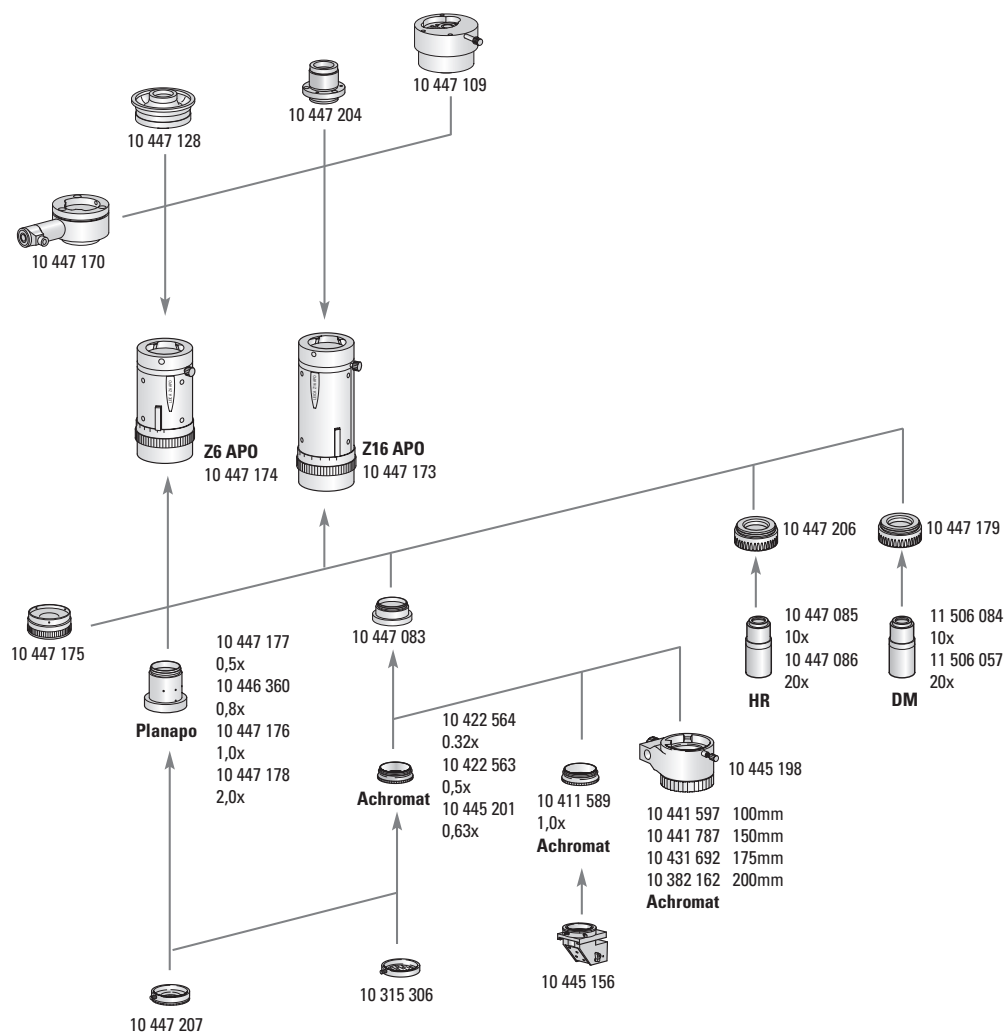 10 447 109
10 447 204
10 447 128
10 447 170
Z6 APO
10 447 174
Z16 APO
10 447 173
10 447 206
10 447 179
10 447 175
10 447 177
0,5x
10 446 360
0,8x
10 447 176
1,0x
10 447 178
2,0x
Planapo
10 447 083
10 447 085
10x
10 447 086
20x
HR
11 506 084
10x
11 506 057
20x
DM
10 422 564
0.32x
10 422 563
0,5x
10 445 201
0,63x
Achromat
10 411 589
1,0x
Achromat
10 445 198
10 441 597 100mm
10 441 787 150mm
10 431 692 175mm
10 382 162 200mm
Achromat
10 445 156
10 315 306
10 447 207